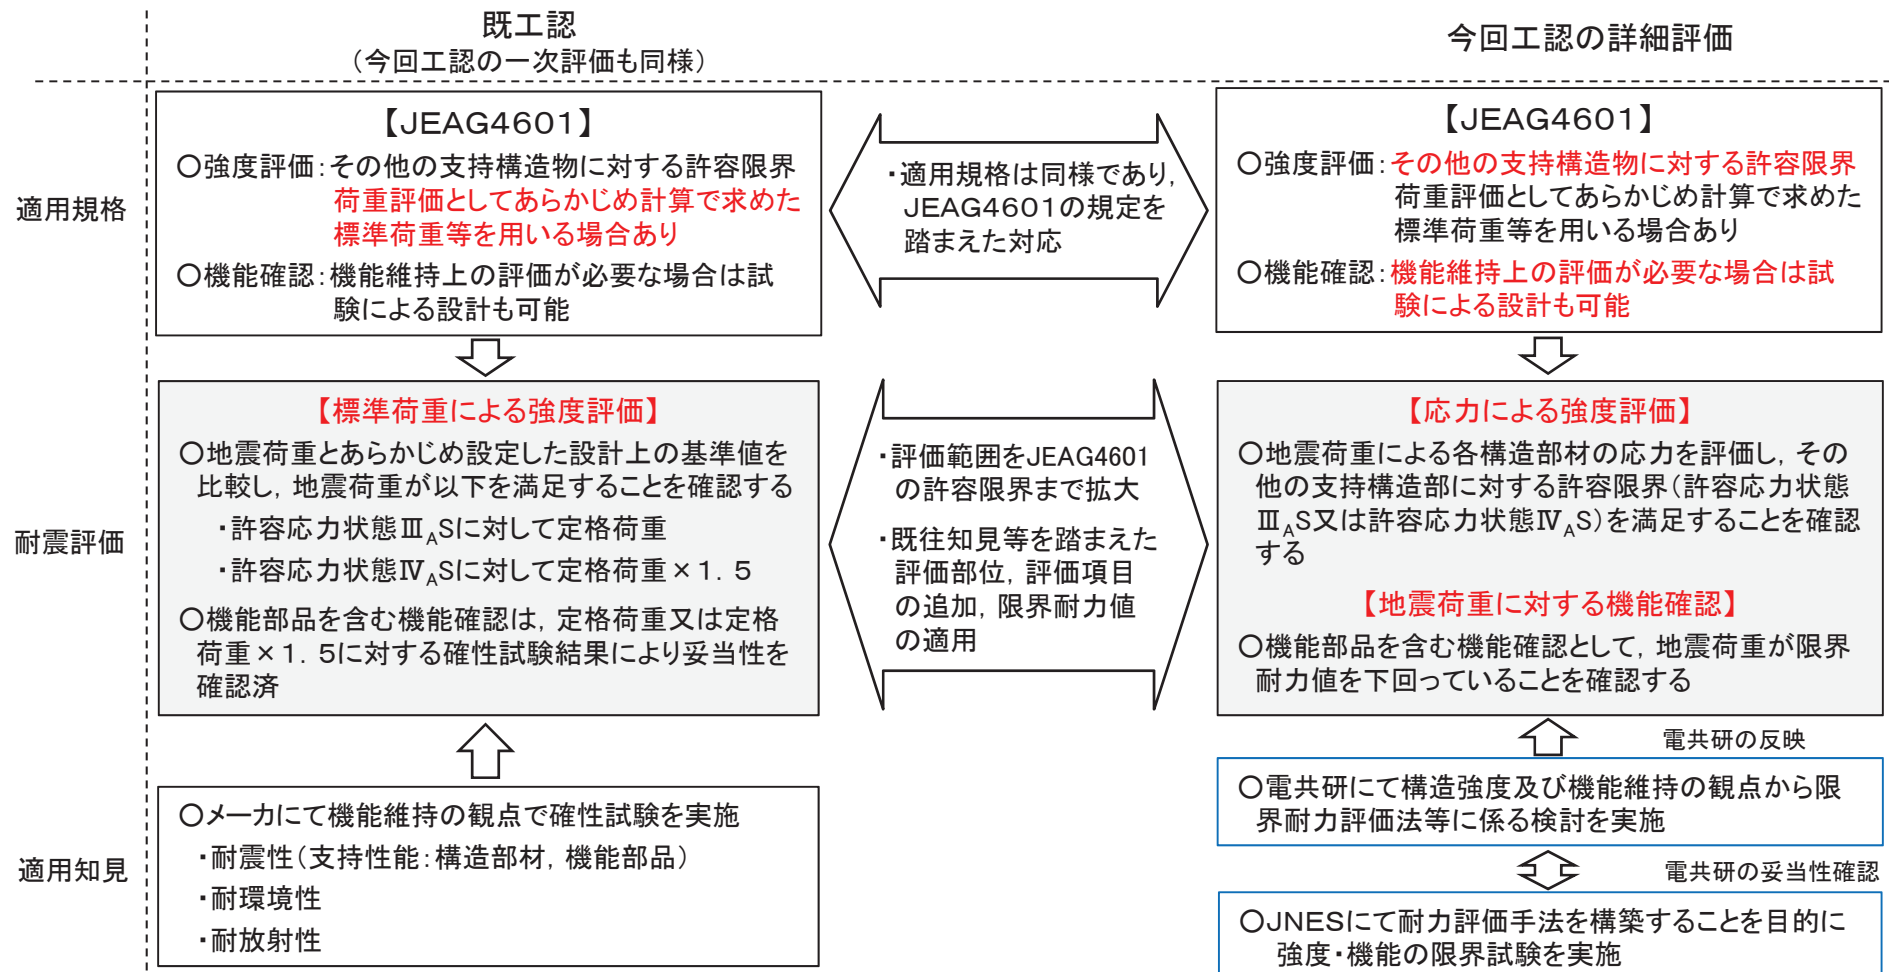 既工認
（今回工認の一次評価も同様）
今回工認の詳細評価
適用規格
【JEAG4601】
○強度評価：その他の支持構造物に対する許容限界
荷重評価としてあらかじめ計算で求めた
標準荷重等を用いる場合あり
○機能確認：機能維持上の評価が必要な場合は試
験による設計も可能
・適用規格は同様であり，
JEAG4601の規定を
踏まえた対応
【JEAG4601】
○強度評価：その他の支持構造物に対する許容限界
荷重評価としてあらかじめ計算で求めた
標準荷重等を用いる場合あり
○機能確認：機能維持上の評価が必要な場合は試
験による設計も可能
耐震評価
【標準荷重による強度評価】
○地震荷重とあらかじめ設定した設計上の基準値を
比較し，地震荷重が以下を満足することを確認する
・許容応力状態ⅢASに対して定格荷重
・許容応力状態ⅣASに対して定格荷重×1．5
○機能部品を含む機能確認は，定格荷重又は定格
荷重×1．5に対する確性試験結果により妥当性を
確認済
・評価範囲をJEAG4601
の許容限界まで拡大
・既往知見等を踏まえた
評価部位，評価項目
の追加，限界耐力値
の適用
【応力による強度評価】
○地震荷重による各構造部材の応力を評価し，その
他の支持構造部に対する許容限界（許容応力状態
ⅢAS又は許容応力状態ⅣAS）を満足することを確認
する
【地震荷重に対する機能確認】
○機能部品を含む機能確認として，地震荷重が限界
耐力値を下回っていることを確認する
適用知見
○メーカにて機能維持の観点で確性試験を実施
・耐震性（支持性能：構造部材，機能部品）
・耐環境性
・耐放射性
電共研の反映
○電共研にて構造強度及び機能維持の観点から限
界耐力評価法等に係る検討を実施
電共研の妥当性確認
○JNESにて耐力評価手法を構築することを目的に
強度・機能の限界試験を実施